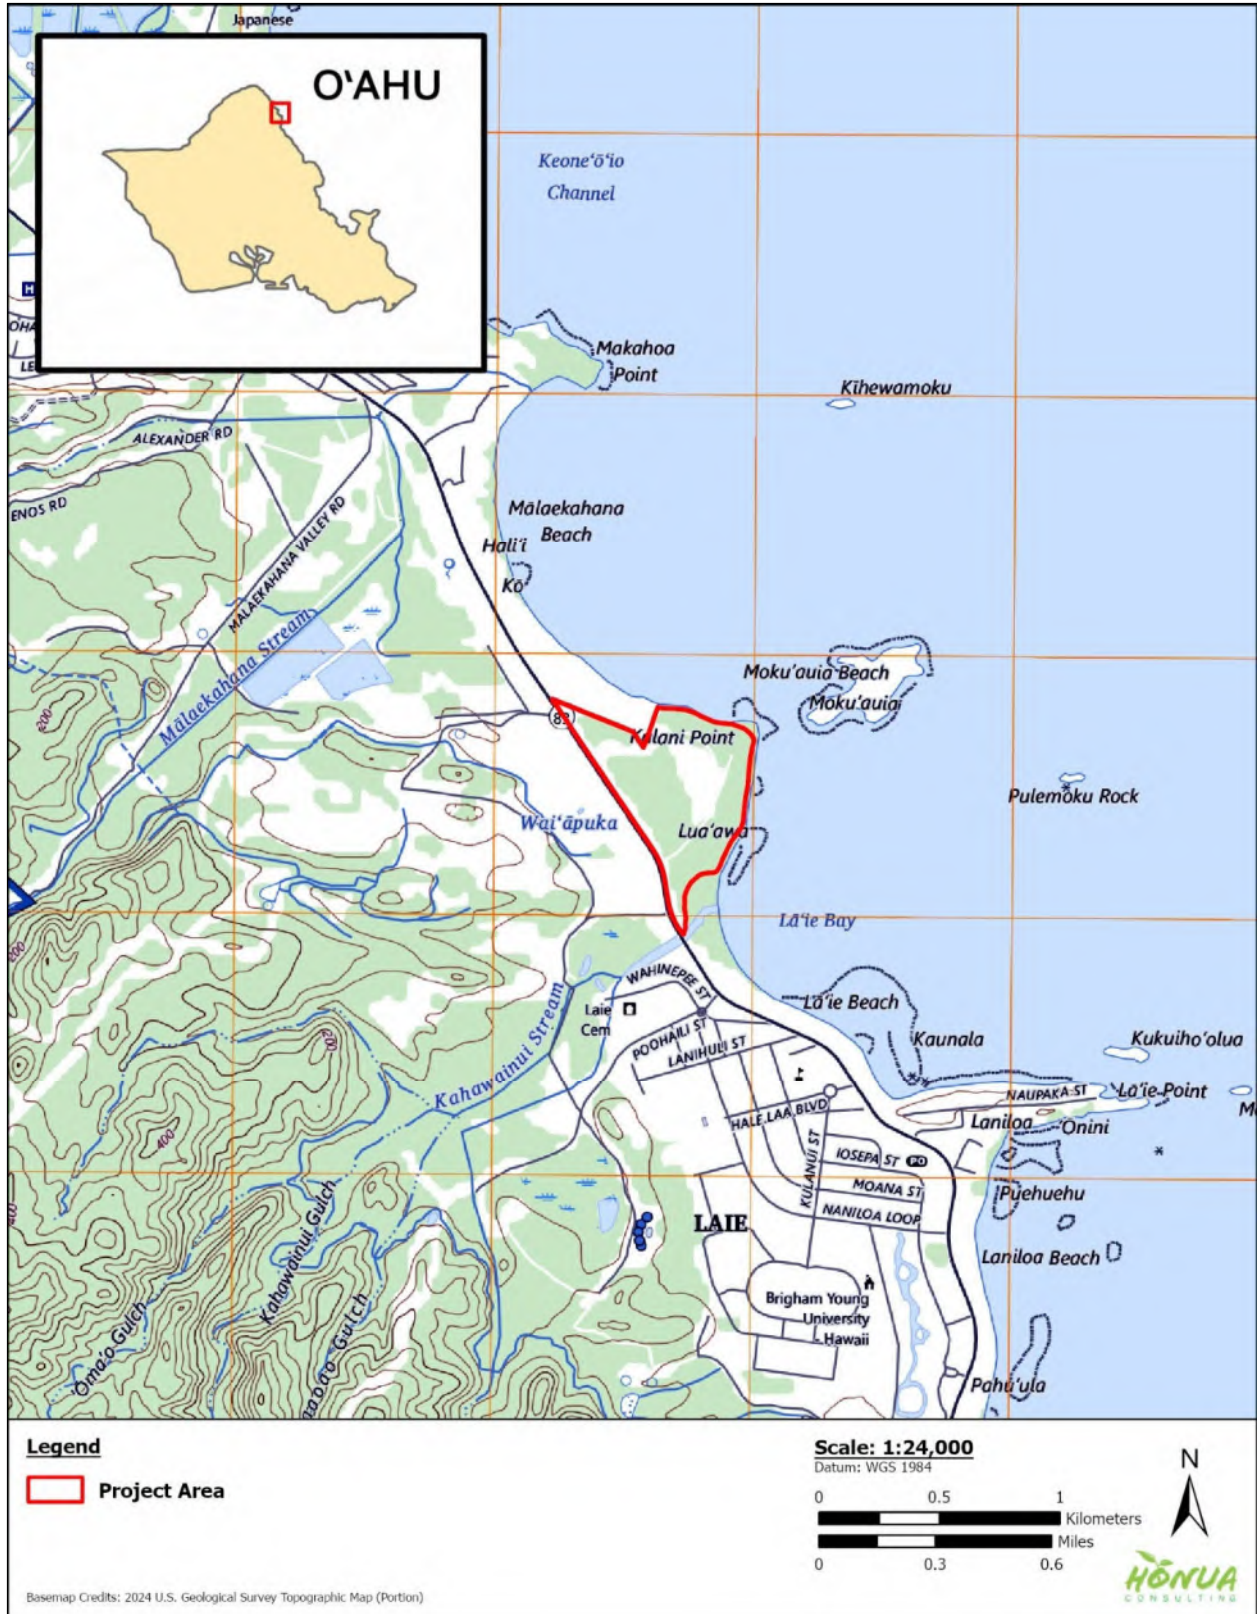 Japanese
O‘AHU
Keone‘ō‘io
Channel
H
Makahoa
Point
Kīhewamoku
ALEXANDER RD
ENOS RD
MALAEKAHANA VALLEY RD
Mālaekahana
Beach
Hali‘i
Kō
Mālaekahana Stream
200
83
Moku‘auia Beach
Moku‘auia
Kalani Point
Pulemoku Rock
Wai‘āpuka
Lua‘awa
Lā‘ie Bay
200
WAHINEPEE ST
Laie
Cem
POOHAILI ST
LANIHULI ST
Lā‘ie Beach
Kaunala
Kukuiho‘olua
200
Kahawainui Stream
NAUPAKA ST
Lā‘ie Point
HALE LAA BLVD
Laniloa
Onini
KULANUI ST
IOSEPA ST
PO
400
MOANA ST
Puehuehu
400
NANILOA LOOP
LAIE
Kahawainui Gulch
Laniloa Beach
Brigham Young
University
- Hawaii
‘Ōma‘o Gulch
Pahu‘ula
Legend
Project Area
Scale: 1:24,000
Datum: WGS 1984
0 0.5 1
Kilometers
Miles
0 0.3 0.6
N
HONUA
CONSULTING
Basemap Credits: 2024 U.S. Geological Survey Topographic Map (Portion)